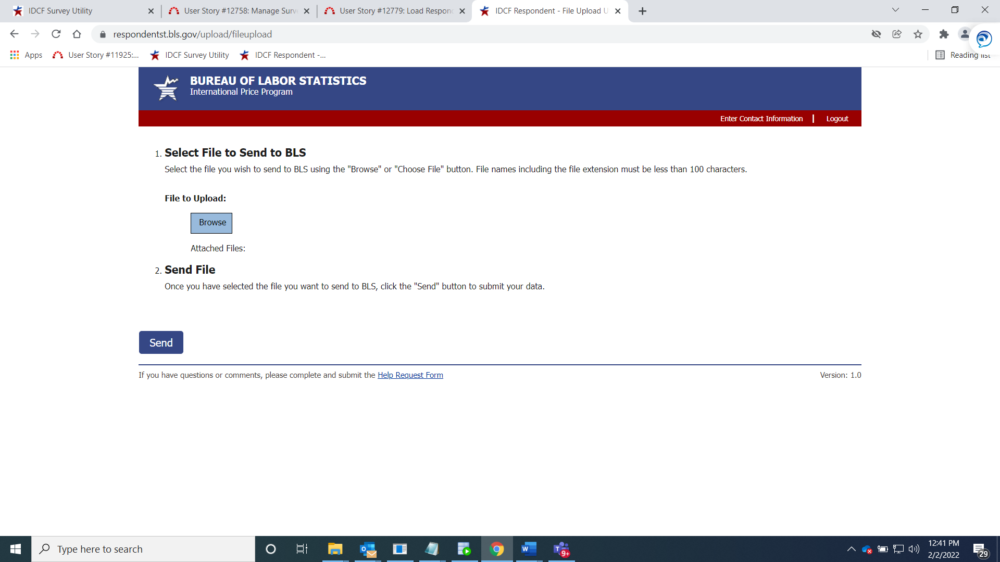 IDCF Survey Utility
User Story #12758: Manage Surv
User Story #12779: Load Respon
IDCF Respondent - File Upload U
respondentst.bls.gov/upload/fileupload
Apps
User Story #11925:...
IDCF Survey Utility
IDCF Respondent -...
Reading list
BUREAU OF LABOR STATISTICS
International Price Program
Enter Contact Information | Logout
1. Select File to Send to BLS
Select the file you wish to send to BLS using the "Browse" or "Choose File" button. File names including the file extension must be less than 100 characters.
File to Upload:
Browse
Attached Files:
2. Send File
Once you have selected the file you want to send to BLS, click the "Send" button to submit your data.
Send
If you have questions or comments, please complete and submit the Help Request Form
Version: 1.0
Type here to search
9+
12:41 PM
2/2/2022
29